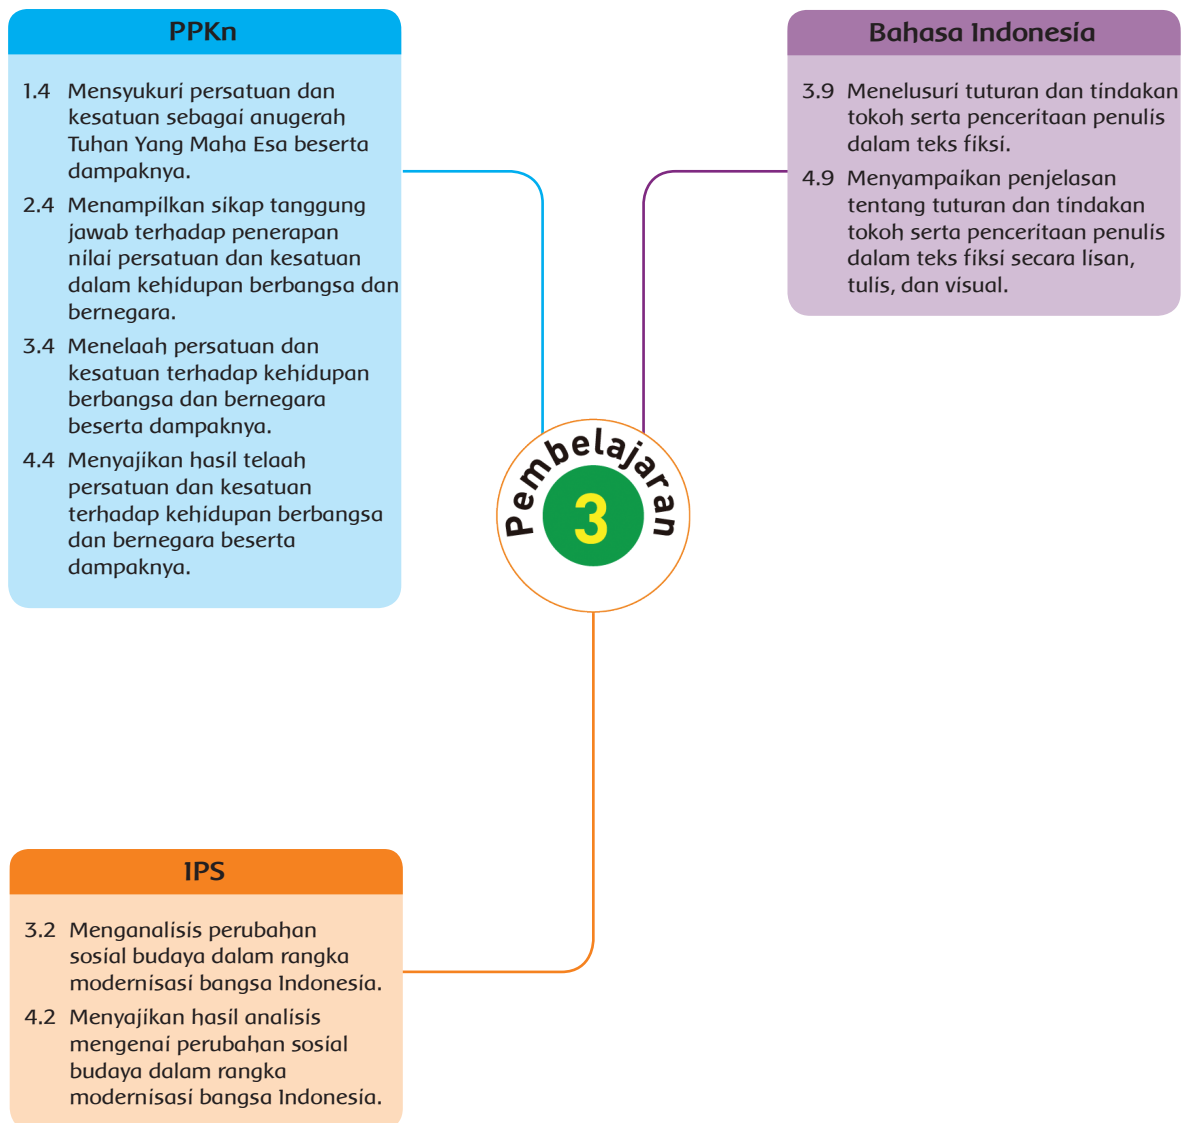 PPKn
1.4 Mensyukuri persatuan dan
kesatuan sebagai anugerah
Tuhan Yang Maha Esa beserta
dampaknya.
2.4 Menampilkan sikap tanggung
jawab terhadap penerapan
nilai persatuan dan kesatuan
dalam kehidupan berbangsa dan
bernegara.
3.4 Menelaah persatuan dan
kesatuan terhadap kehidupan
berbangsa dan bernegara
beserta dampaknya.
4.4 Menyajikan hasil telaah
persatuan dan kesatuan
terhadap kehidupan berbangsa
dan bernegara beserta
dampaknya.
Bahasa Indonesia
3.9 Menelusuri tuturan dan tindakan
tokoh serta penceritaan penulis
dalam teks fiksi.
4.9 Menyampaikan penjelasan
tentang tuturan dan tindakan
tokoh serta penceritaan penulis
dalam teks fiksi secara lisan,
tulis, dan visual.
Pembelajaran
3
IPS
3.2 Menganalisis perubahan
sosial budaya dalam rangka
modernisasi bangsa Indonesia.
4.2 Menyajikan hasil analisis
mengenai perubahan sosial
budaya dalam rangka
modernisasi bangsa Indonesia.